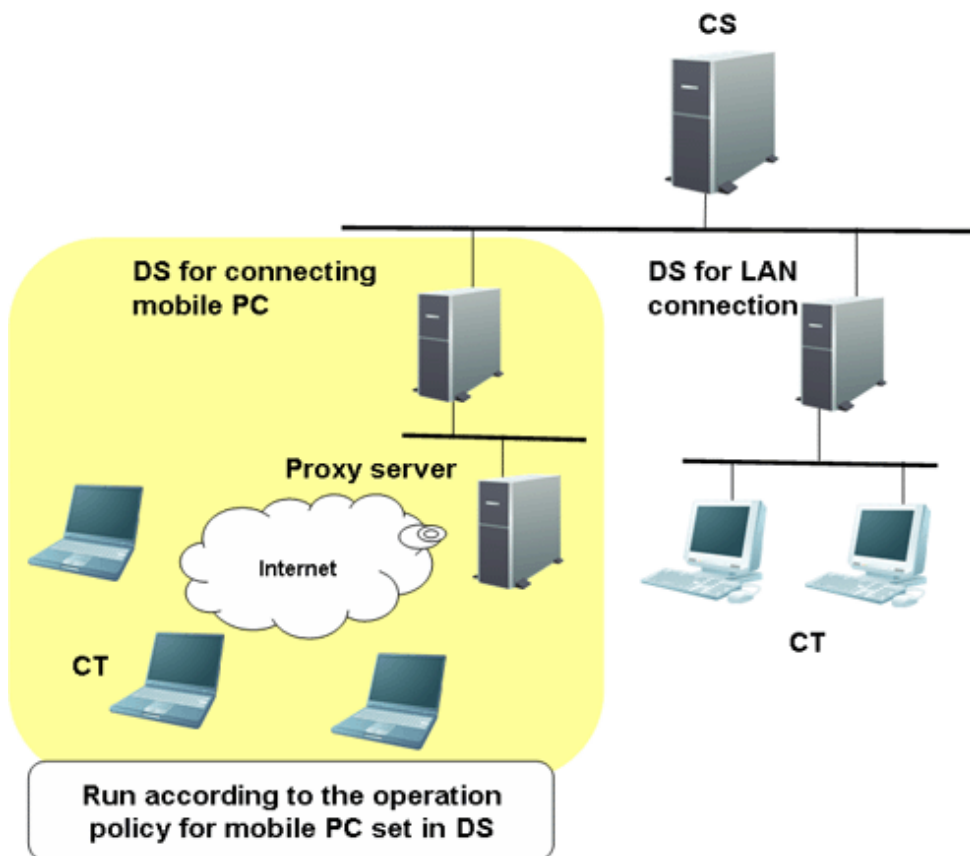 CS
DS for connecting
mobile PC
DS for LAN
connection
Proxy server
Internet
CT
CT
Run according to the operation
policy for mobile PC set in DS